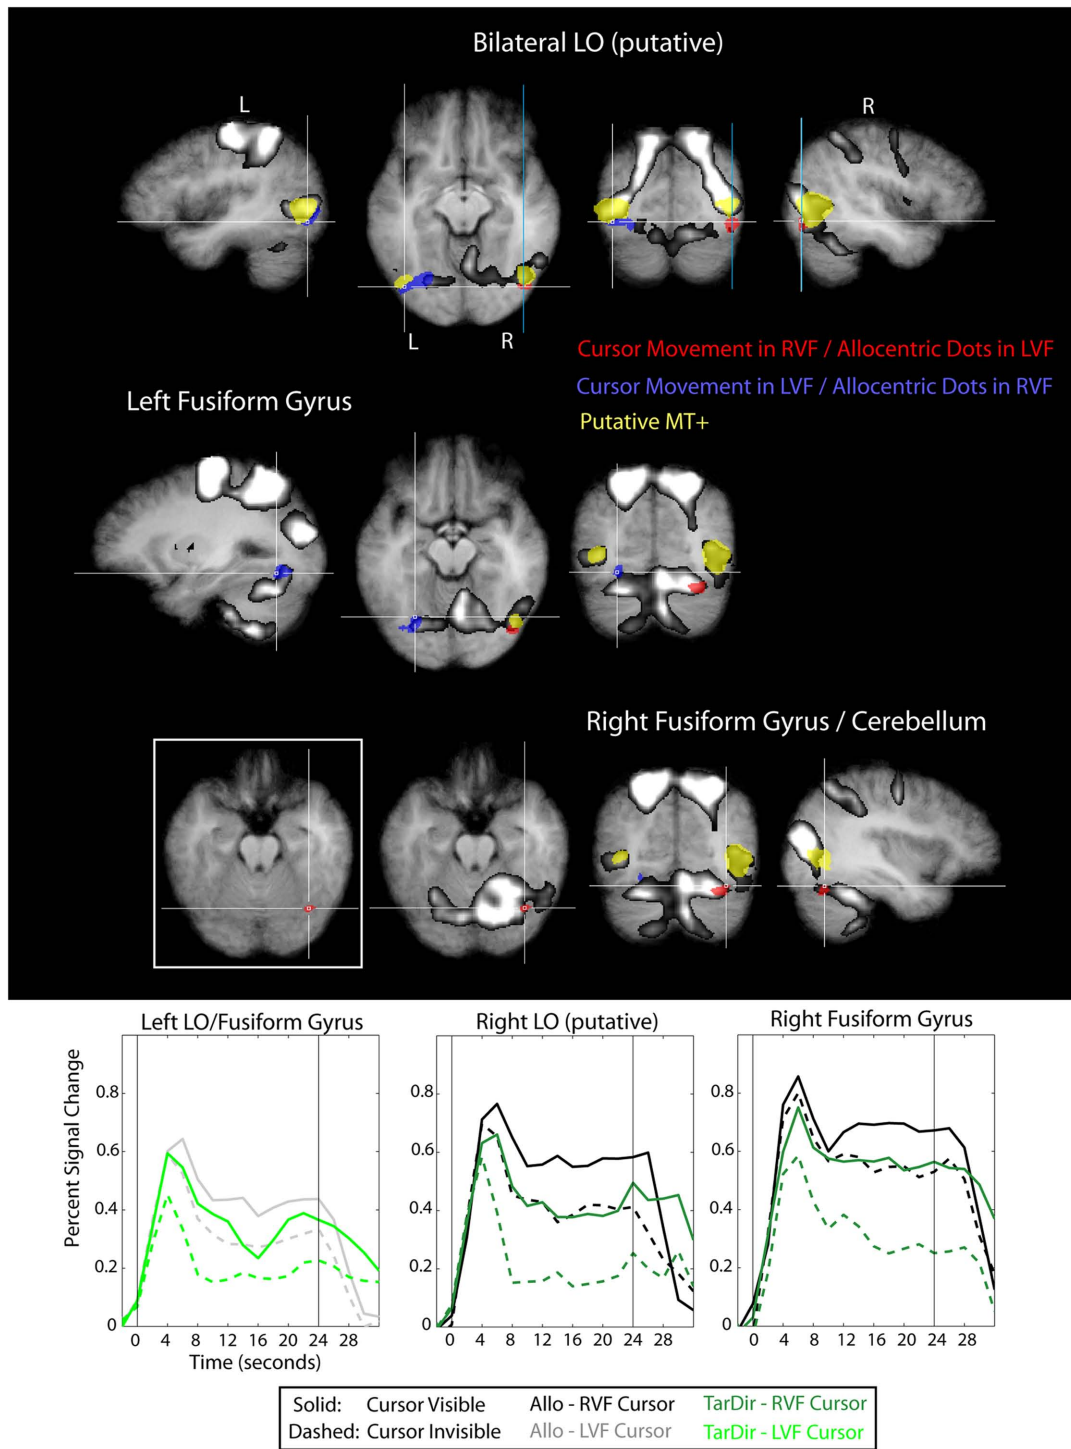 Bilateral LO (putative)
L
R
L
R
Cursor Movement in RVF / Allocentric Dots in LVF
Cursor Movement in LVF / Allocentric Dots in RVF
Putative MT+
Left Fusiform Gyrus
Right Fusiform Gyrus / Cerebellum
Left LO/Fusiform Gyrus
Right LO (putative)
Right Fusiform Gyrus
Percent Signal Change
0.8
0.6
0.4
0.2
0
0 4 8 12 16 20 24 28
Time (seconds)
0.8
0.6
0.4
0.2
0
0 4 8 12 16 20 24 28
0.8
0.6
0.4
0.2
0
0 4 8 12 16 20 24 28
Solid: Cursor Visible Allo - RVF Cursor TarDir - RVF Cursor
Dashed: Cursor Invisible Allo - LVF Cursor TarDir - LVF Cursor